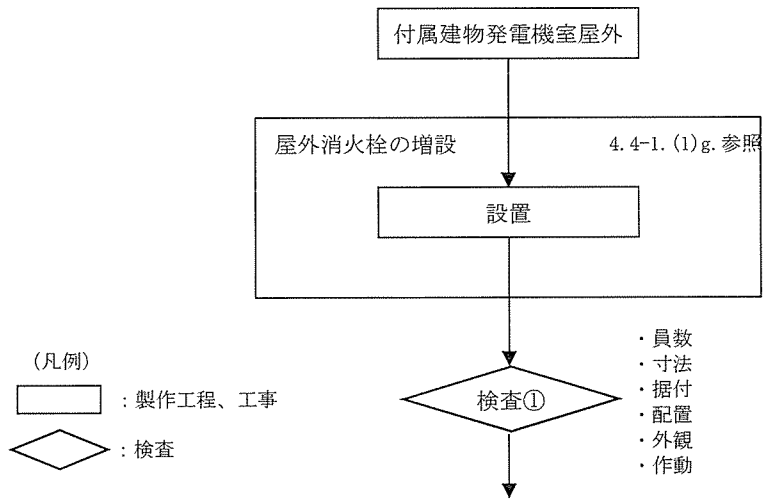 付属建物発電機室屋外
屋外消火栓の増設
4.4-1.(1)g.参照
設置
検査①
・員数
・寸法
・据付
・配置
・外観
・作動
(凡例)
：製作工程、工事
：検査